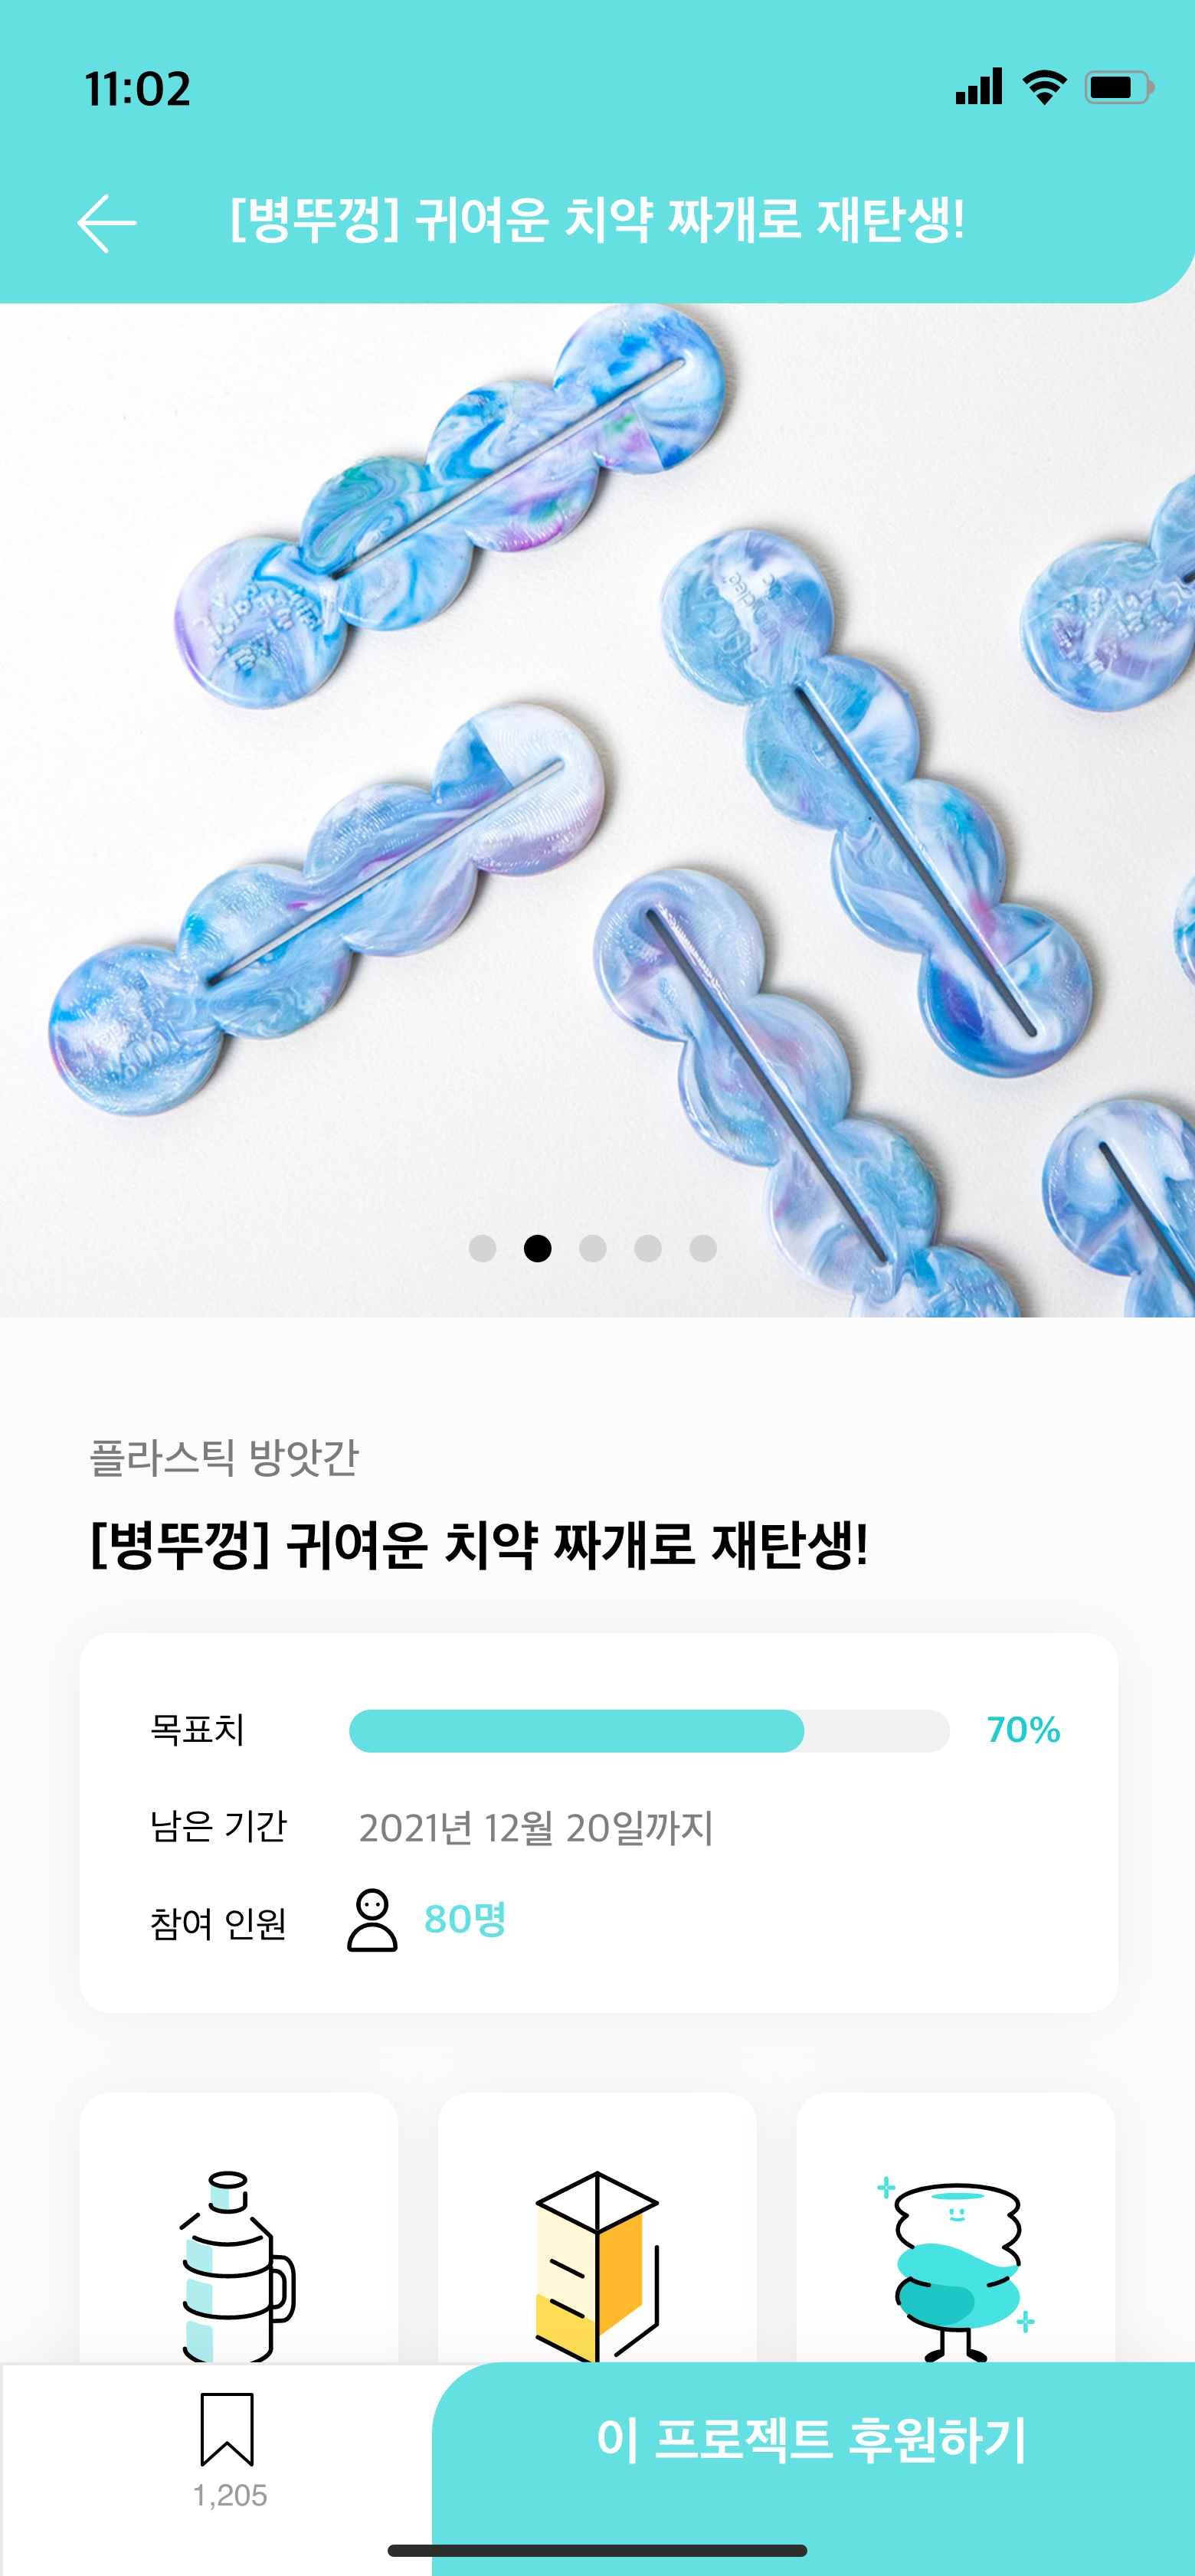 11:02
[병뚜껑] 귀여운 치약 짜개로 재탄생!
플라스틱 방앗간
[병뚜껑] 귀여운 치약 짜개로 재탄생!
목표치 70%
남은 기간 2021년 12월 20일까지
참여 인원 80명
1,205
이 프로젝트 후원하기